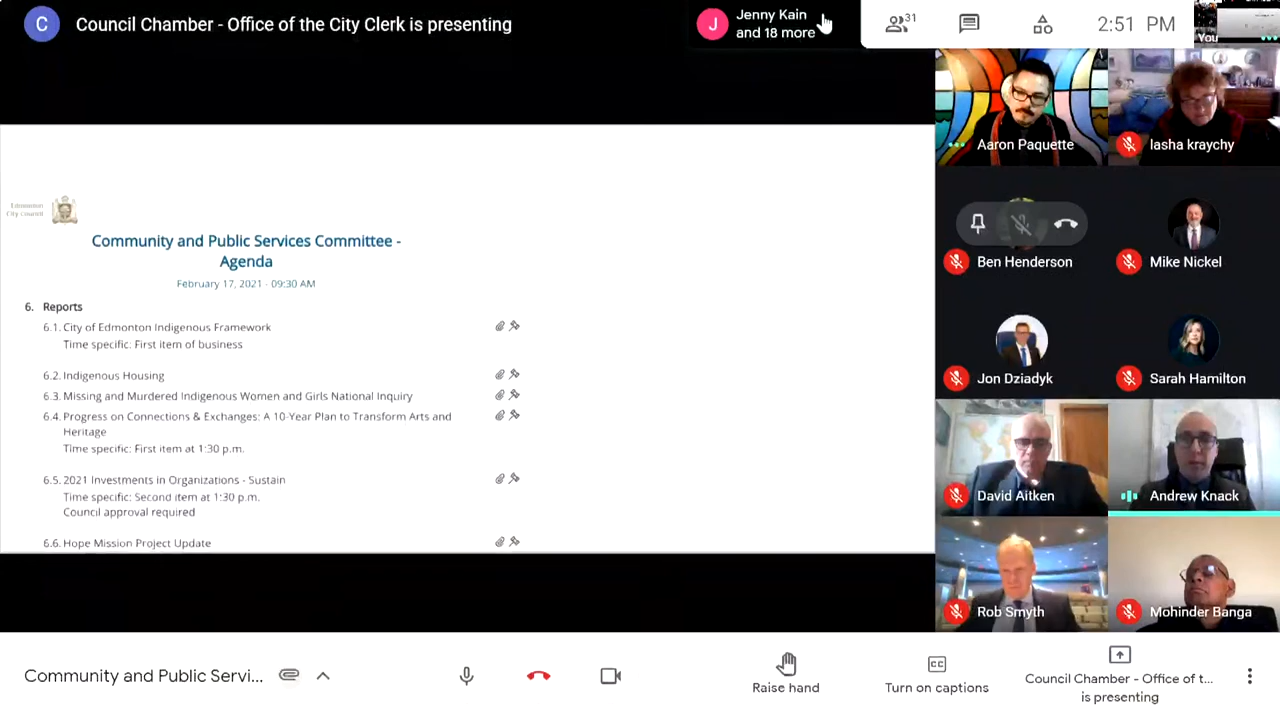 C
Council Chamber - Office of the City Clerk is presenting
J
Jenny Kain
and 18 more
31
2:51 PM
You
Aaron Paquette
lasha kraychy
Ben Henderson
Mike Nickel
Jon Dziadyk
Sarah Hamilton
David Aitken
Andrew Knack
Rob Smyth
Mohinder Banga
Edmonton
City Council
Community and Public Services Committee -
Agenda
February 17, 2021 - 09:30 AM
6. Reports
6.1. City of Edmonton Indigenous Framework
Time specific: First item of business
6.2. Indigenous Housing
6.3. Missing and Murdered Indigenous Women and Girls National Inquiry
6.4. Progress on Connections & Exchanges: A 10-Year Plan to Transform Arts and
Heritage
Time specific: First item at 1:30 p.m.
6.5. 2021 Investments in Organizations - Sustain
Time specific: Second item at 1:30 p.m.
Council approval required
6.6. Hope Mission Project Update
Community and Public Servi...
Raise hand
CC
Turn on captions
Council Chamber - Office of t...
is presenting